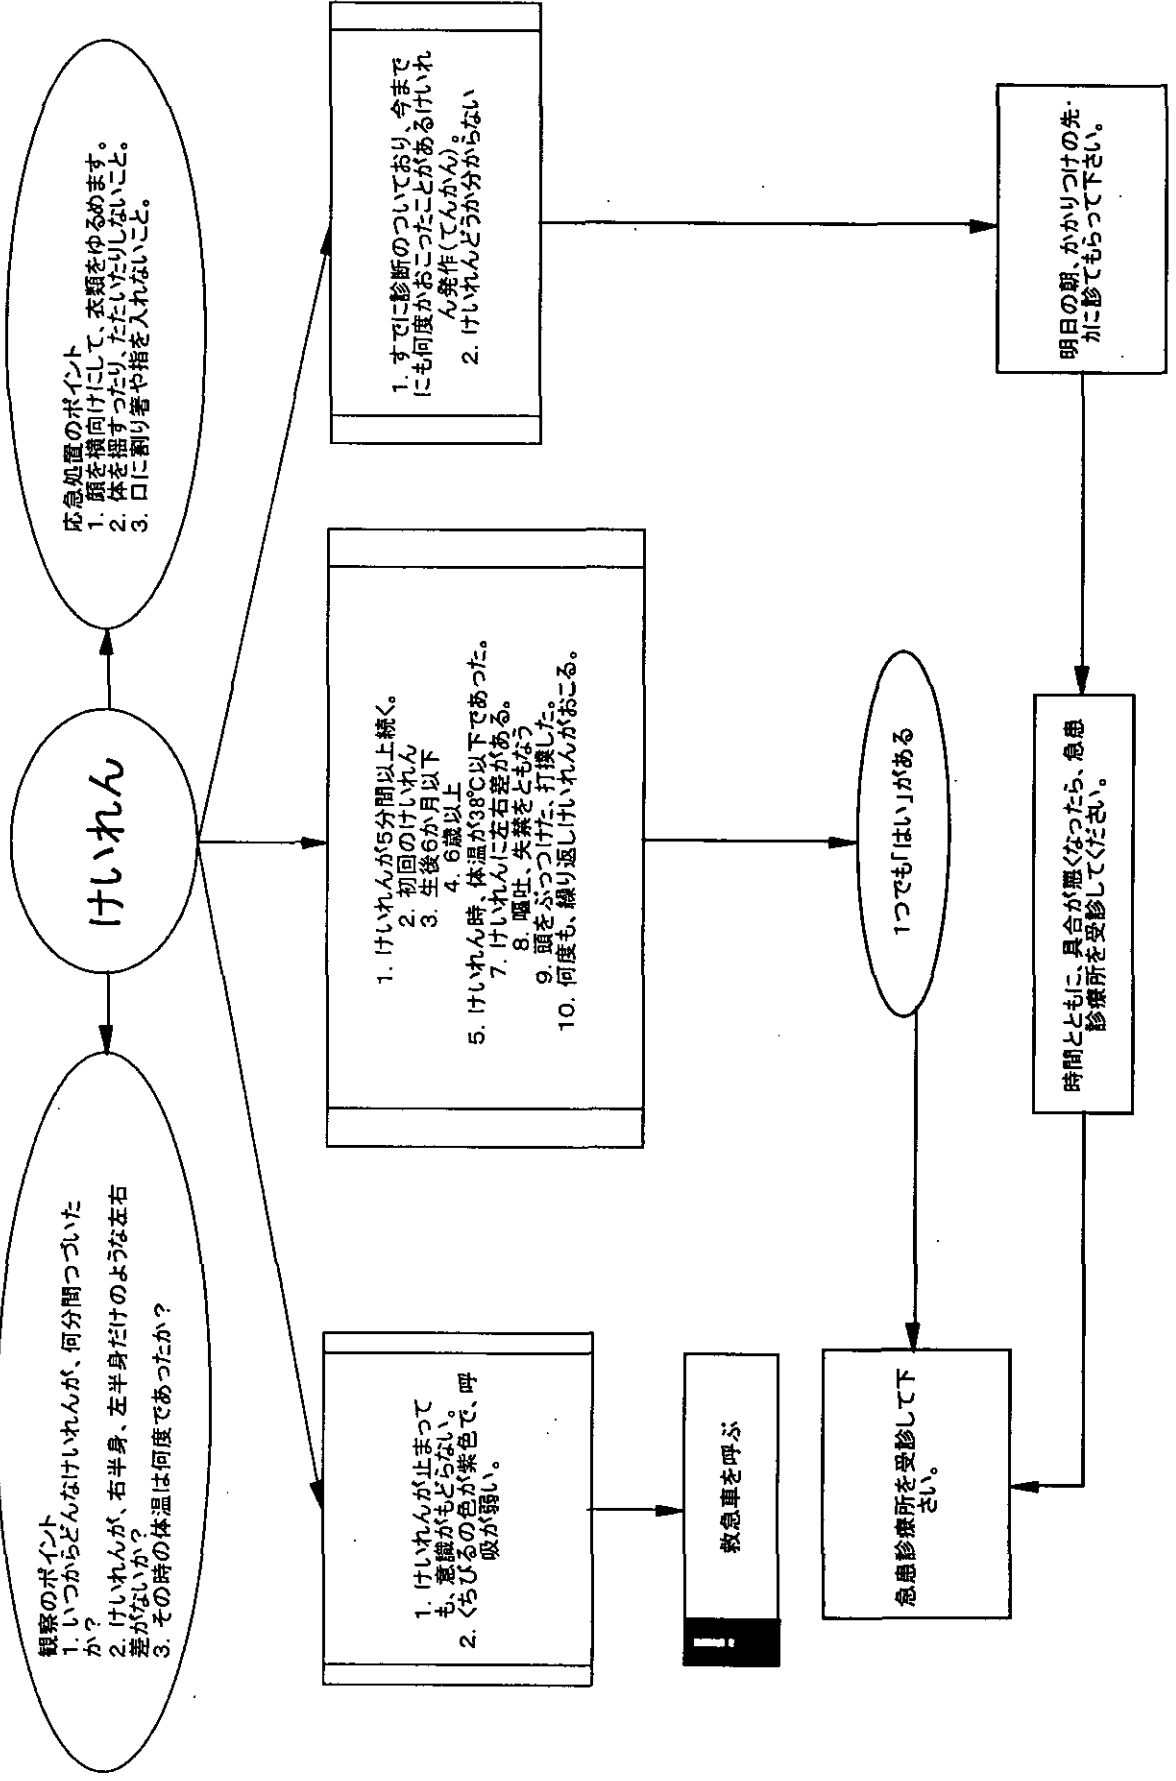 けいれん
観察のポイント
1. いつからどんなけいれんが、何分間つづいた
か？
2. けいれんが、右半身、左半身だけのような左右
差がないか？
3. その時の体温は何度であったか？
応急処置のポイント
1. 顔を横向けにして、衣類をゆるめます。
2. 体を揺すったり、たたいたりしないこと。
3. 口に割り箸や指を入れないこと。
1. けいれんが止まって
も、意識がもどらない。
2. くちびるの色が紫色で、呼
吸が弱い。
救急車を呼ぶ
1. けいれんが5分間以上続く。
2. 初回のけいれん
3. 生後6か月以下
4. 6歳以上
5. けいれん時、体温が38℃以下であった。
7. けいれんに左右差がある。
8. 嘔吐、失禁をともなう
9. 頭をぶつけた、打撲した。
10. 何度も、繰り返しけいれんがおこる。
1つでも「はい」がある
急患診療所を受診して下
さい。
1. すでに診断のついており、今まで
にも何度かおこったことがあるけいれ
ん発作(てんかん)。
2. けいれんどうか分からない
明日の朝、かかりつけの先・
かに診てもらって下さい。
時間とともに、具合が悪くなったら、急患
診療所を受診してください。